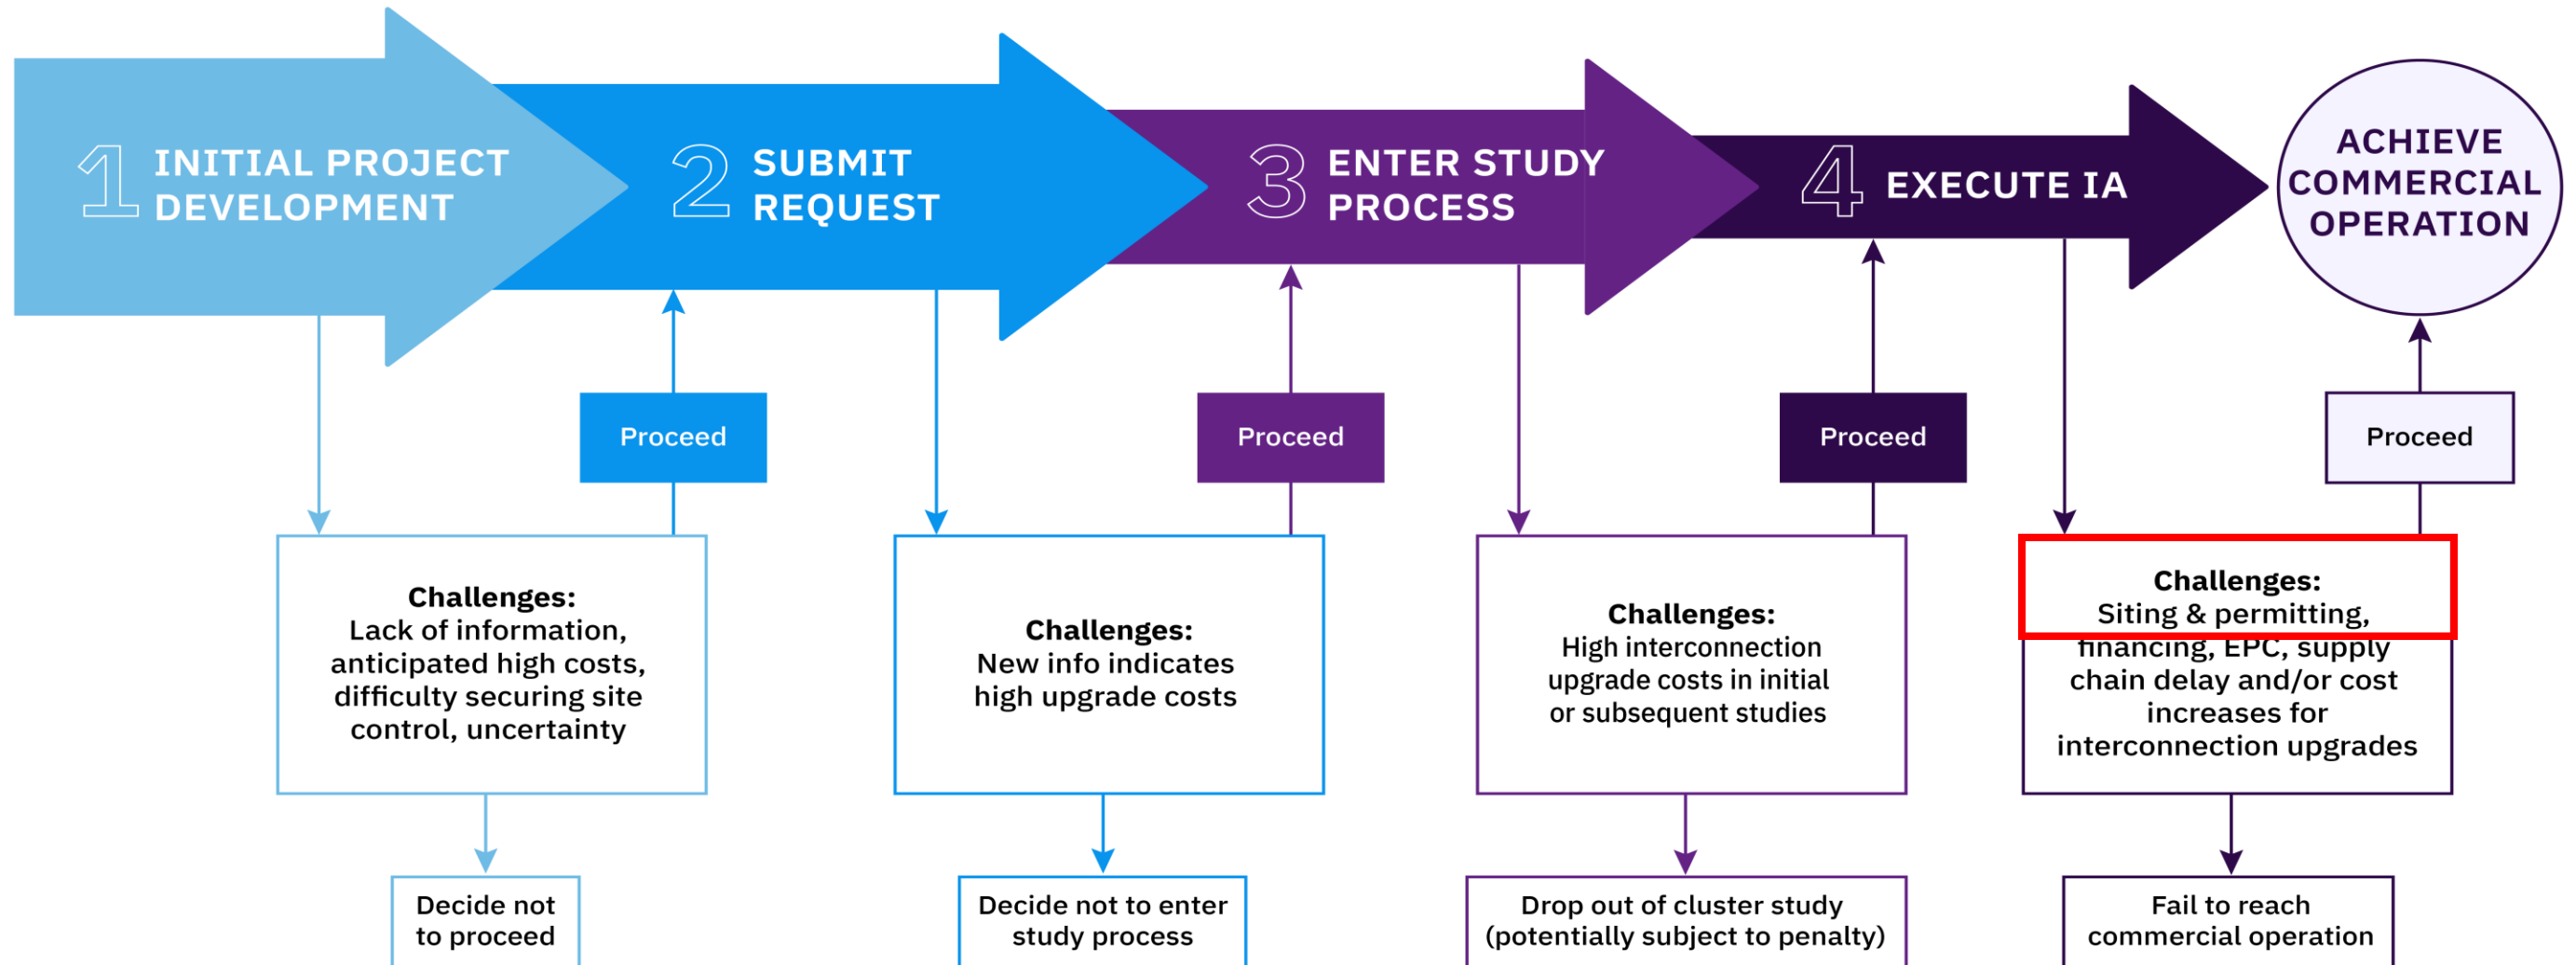 1 INITIAL PROJECT
DEVELOPMENT
2 SUBMIT
REQUEST
3 ENTER STUDY
PROCESS
4 EXECUTE IA
ACHIEVE
COMMERCIAL
OPERATION
Proceed
Proceed
Proceed
Proceed
Challenges:
Lack of information,
anticipated high costs,
difficulty securing site
control, uncertainty
Challenges:
New info indicates
high upgrade costs
Challenges:
High interconnection
upgrade costs in initial
or subsequent studies
Challenges:
Siting & permitting,
financing, EPC, supply
chain delay and/or cost
increases for
interconnection upgrades
Decide not
to proceed
Decide not to enter
study process
Drop out of cluster study
(potentially subject to penalty)
Fail to reach
commercial operation